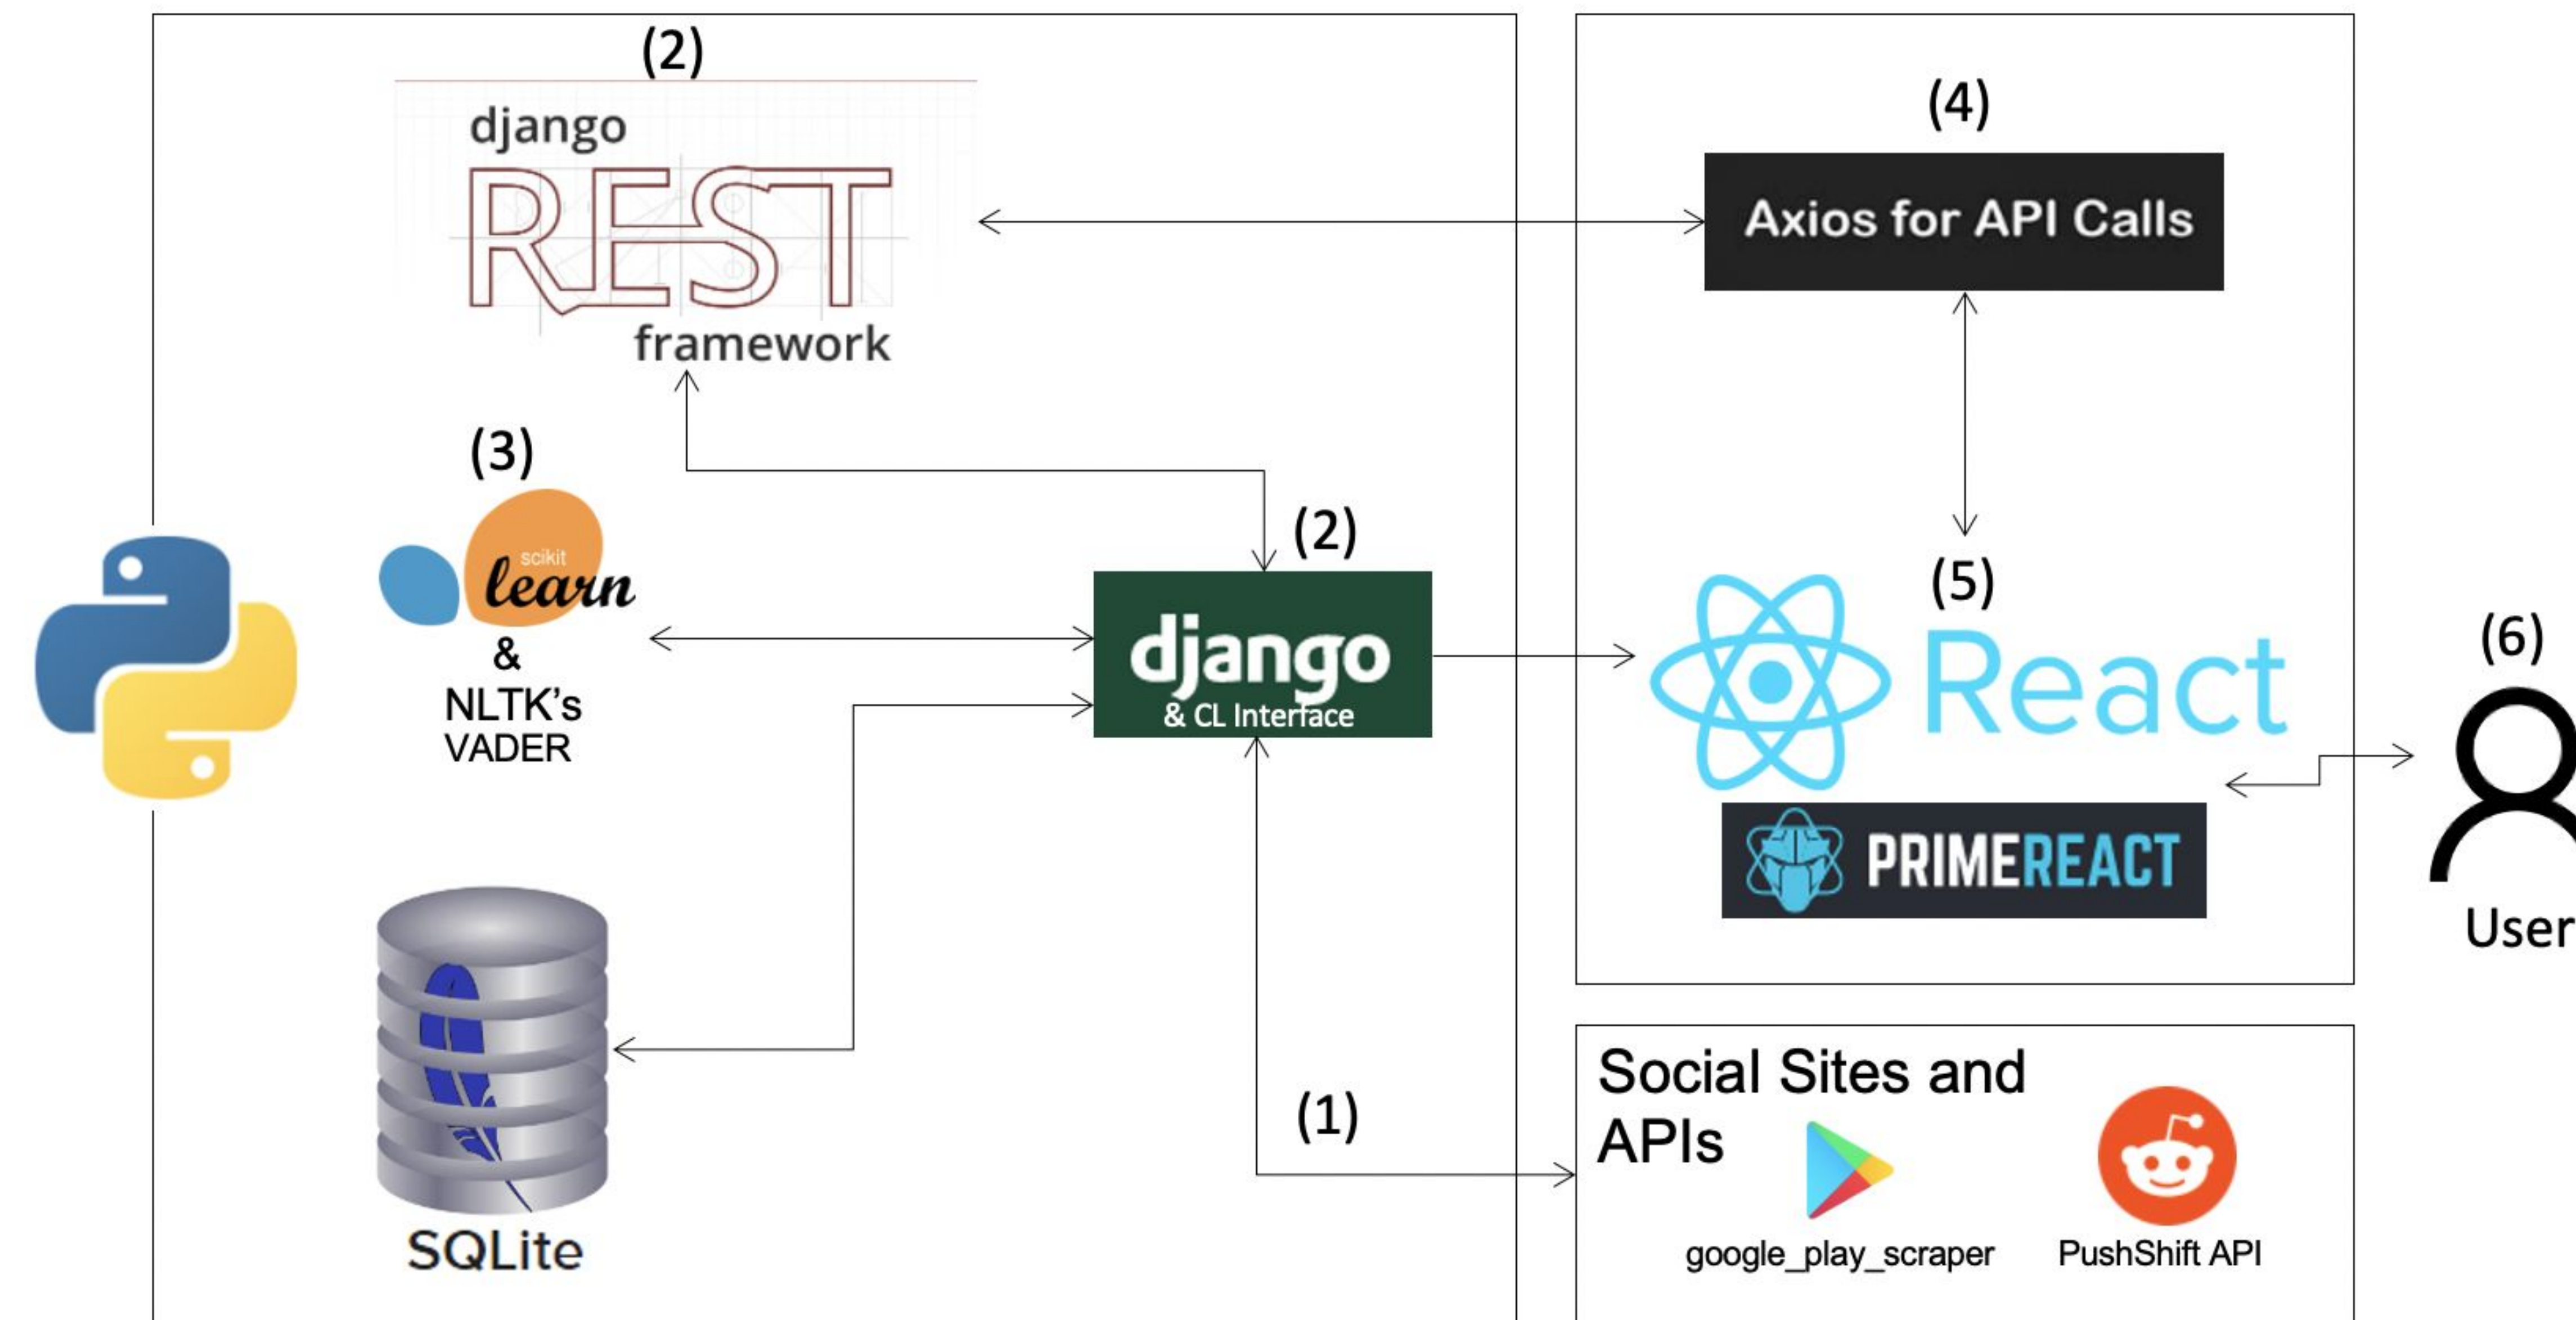 (2)
django
REST
framework
(4)
Axios for API Calls
(3)
scikit
learn
&
NLTK's
VADER
(2)
django
& CL Interface
(5)
React
PRIMEREACT
(6)
User
SQLite
(1)
Social Sites and
APIs
google_play_scraper
PushShift API